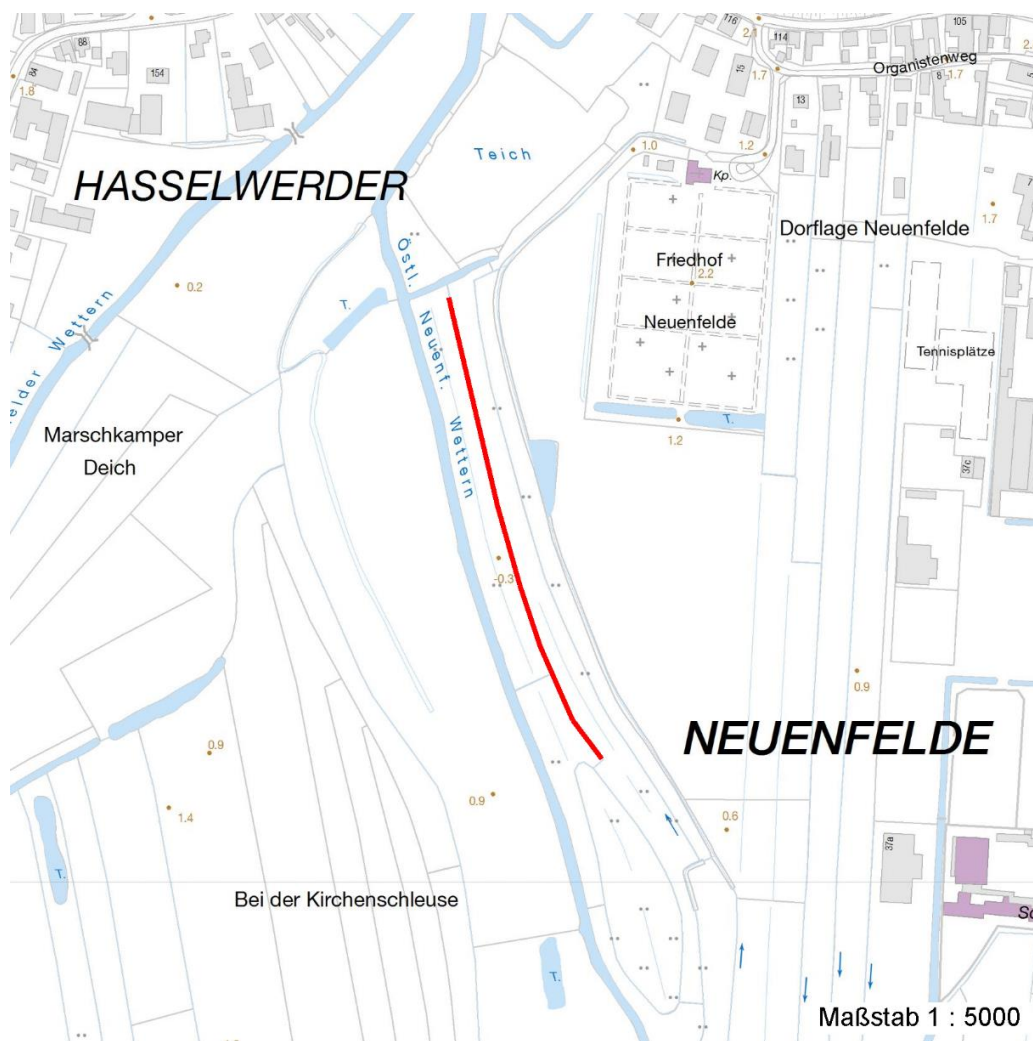 116
2.1
114
105
68
84
154
15
1.7
Organistenweg
8
1.7
5
1.8
13
Teich
1.0
1.2
Kp.
HASSELWERDER
1.7
Dorflage Neuenfelde
Östl. Neuenf. Wettern
Friedhof
2.2
0.2
T.
Neuenfelde
elder Wettern
Tennisplätze
1.2
T.
Marschkamper
Deich
37c
-0.3
0.9
NEUENFELDE
0.9
0.9
1.4
0.6
37a
T.
Bei der Kirchenschleuse
T.
Maßstab 1 : 5000